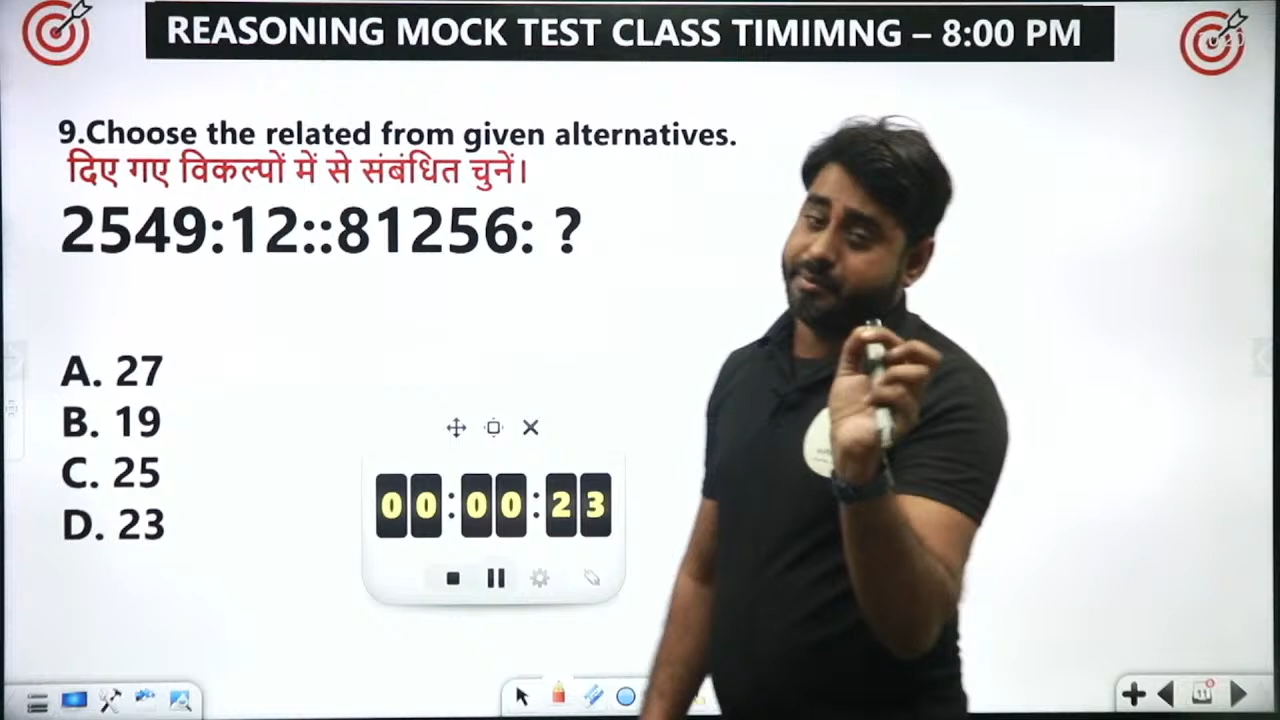 REASONING MOCK TEST CLASS TIMIMNG – 8:00 PM
9.Choose the related from given alternatives.
दिए गए विकल्पों में से संबंधित चुनें।
2549:12::81256: ?
A. 27
B. 19
C. 25
D. 23
00:00:23
11